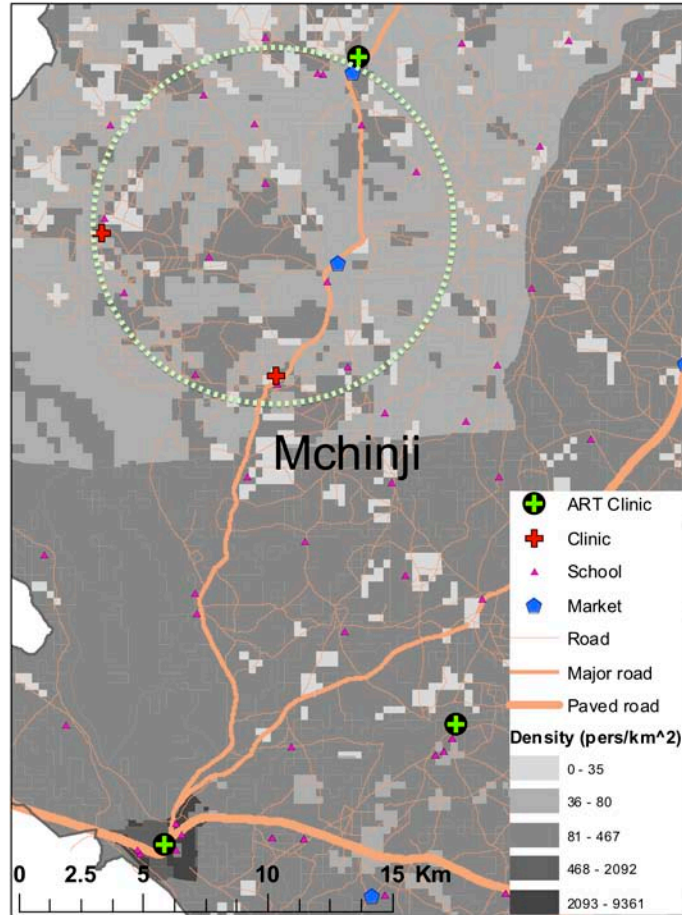 Mchinji
ART Clinic
Clinic
School
Market
Road
Major road
Paved road
Density (pers/km^2)
0 - 35
36 - 80
81 - 467
468 - 2092
2093 - 9361
0 2.5 5 10 15 Km